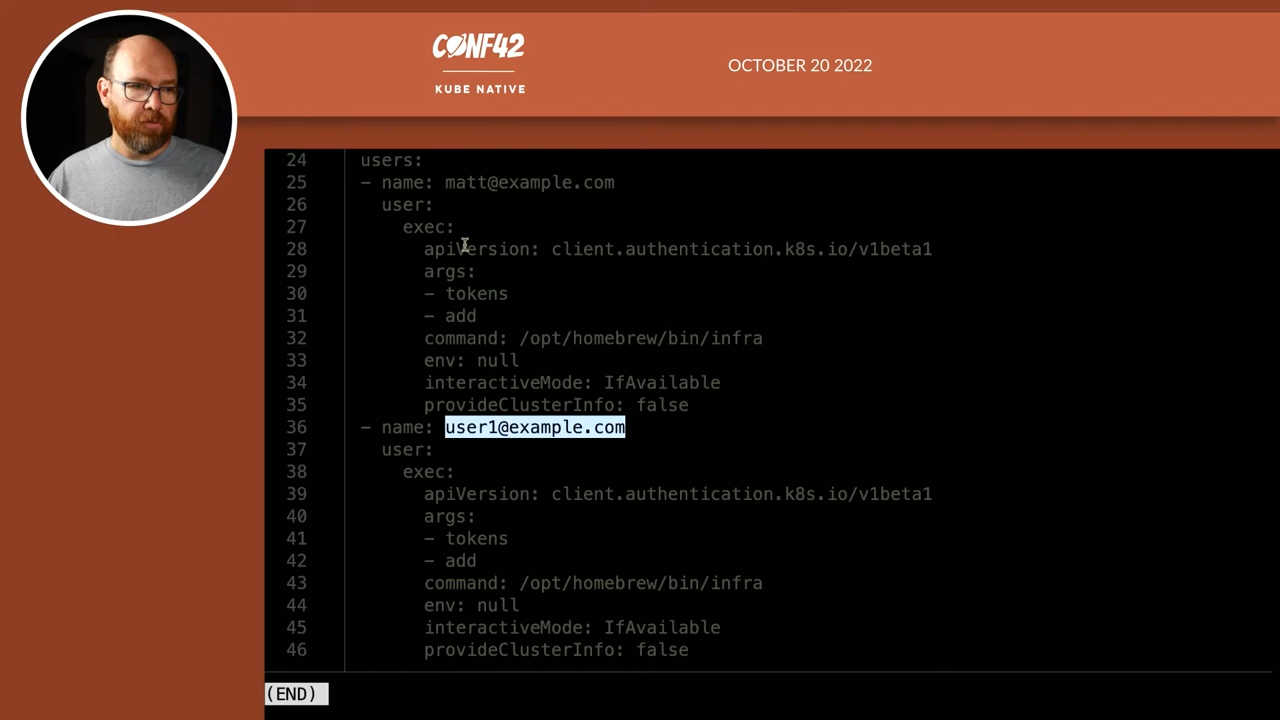 CONF42
KUBE NATIVE
OCTOBER 20 2022
24 users:
25 - name: matt@example.com
26 user:
27 exec:
28 apiVersion: client.authentication.k8s.io/v1beta1
29 args:
30 - tokens
31 - add
32 command: /opt/homebrew/bin/infra
33 env: null
34 interactiveMode: IfAvailable
35 provideClusterInfo: false
36 - name: user1@example.com
37 user:
38 exec:
39 apiVersion: client.authentication.k8s.io/v1beta1
40 args:
41 - tokens
42 - add
43 command: /opt/homebrew/bin/infra
44 env: null
45 interactiveMode: IfAvailable
46 provideClusterInfo: false
(END)